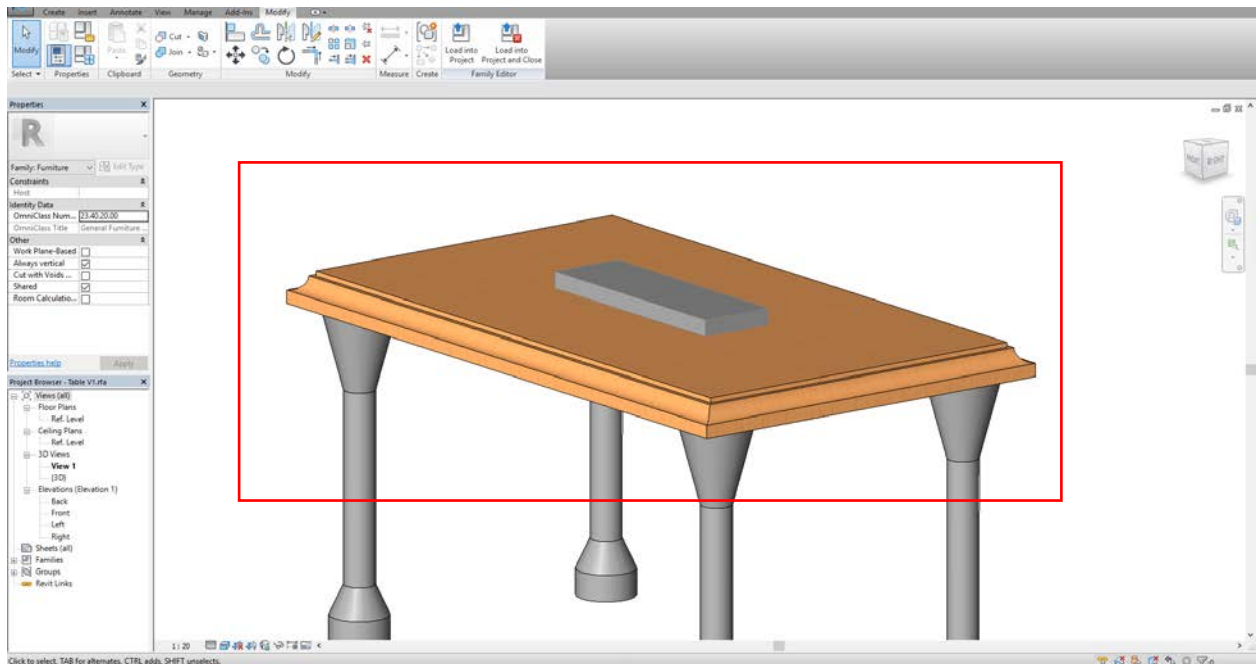 Create Insert Annotate View Manage Add-Ins Modify
Modify
Paste
Cut
Join
Load into Project
Load into Project and Close
Select Properties Clipboard Geometry Modify Measure Create Family Editor
Properties
R
Family: Furniture Edit Type
Constraints
Host
Identity Data
OmniClass Num... 23.40.20.00
OmniClass Title General Furniture ...
Other
Work Plane-Based
Always vertical
Cut with Voids ...
Shared
Room Calculatio...
Properties help Apply
Project Browser - Table V1.rfa
Views (all)
Floor Plans
Ref. Level
Ceiling Plans
Ref. Level
3D Views
View 1
{3D}
Elevations (Elevation 1)
Back
Front
Left
Right
Sheets (all)
Families
Groups
Revit Links
RIGHT
1 : 20
Click to select, TAB for alternates, CTRL adds, SHIFT unselects.